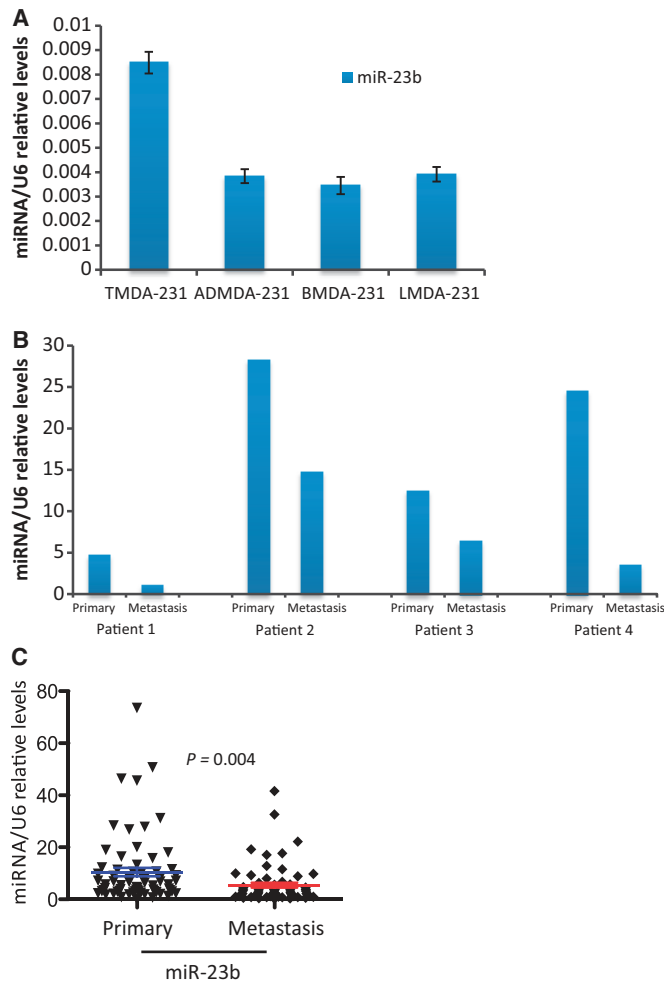 A
miRNA/U6 relative levels
0.01
0.009
0.008
0.007
0.006
0.005
0.004
0.003
0.002
0.001
0
miR-23b
TMDA-231 ADMDA-231 BMDA-231 LMDA-231
B
miRNA/U6 relative levels
30
25
20
15
10
5
0
Primary Metastasis Primary Metastasis Primary Metastasis Primary Metastasis
Patient 1 Patient 2 Patient 3 Patient 4
C
miRNA/U6 relative levels
80
60
40
20
0
P = 0.004
Primary Metastasis
miR-23b